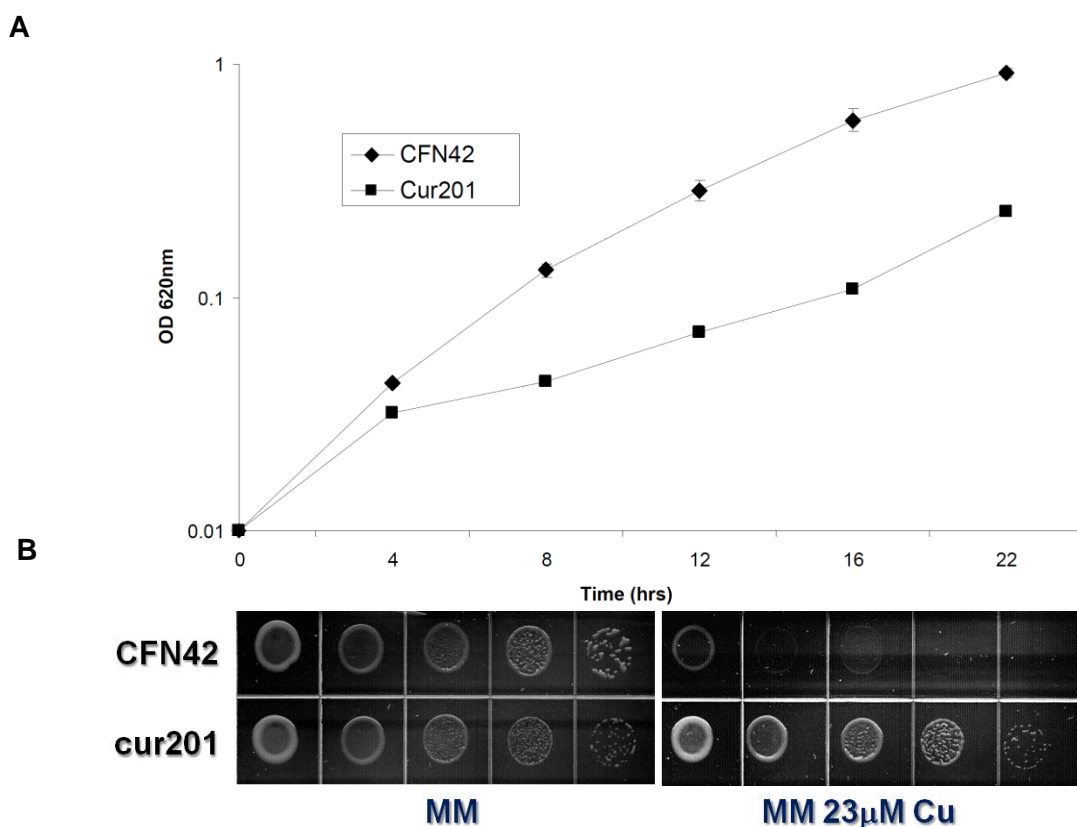 A
1
CFN42
Cur201
OD 620nm
0.1
0.01
0 4 8 12 16 22
Time (hrs)
B
CFN42
cur201
MM MM 23µM Cu